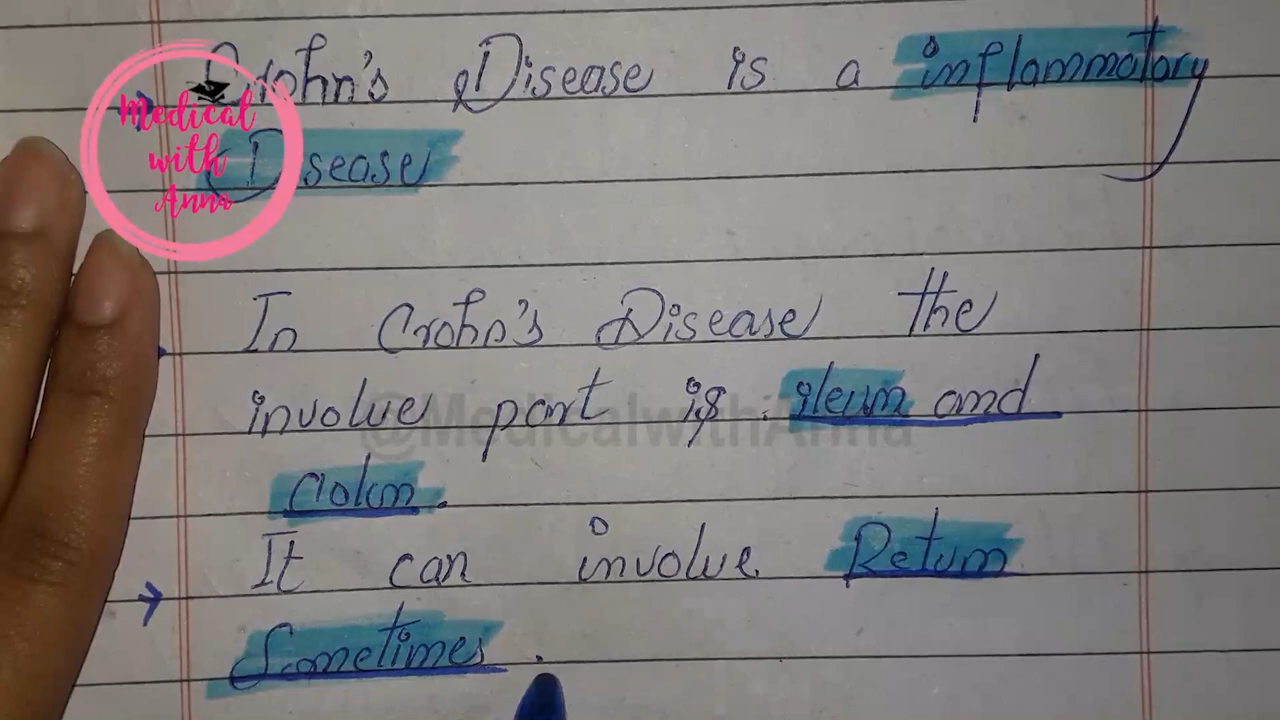 Crohn's Disease is a inflammatory
Disease
In Crohn's Disease the
involve part is ileum and
Colon.
It can involve Retum
Sometimes.
Medical
with
Anna
@MedicalwithAnna